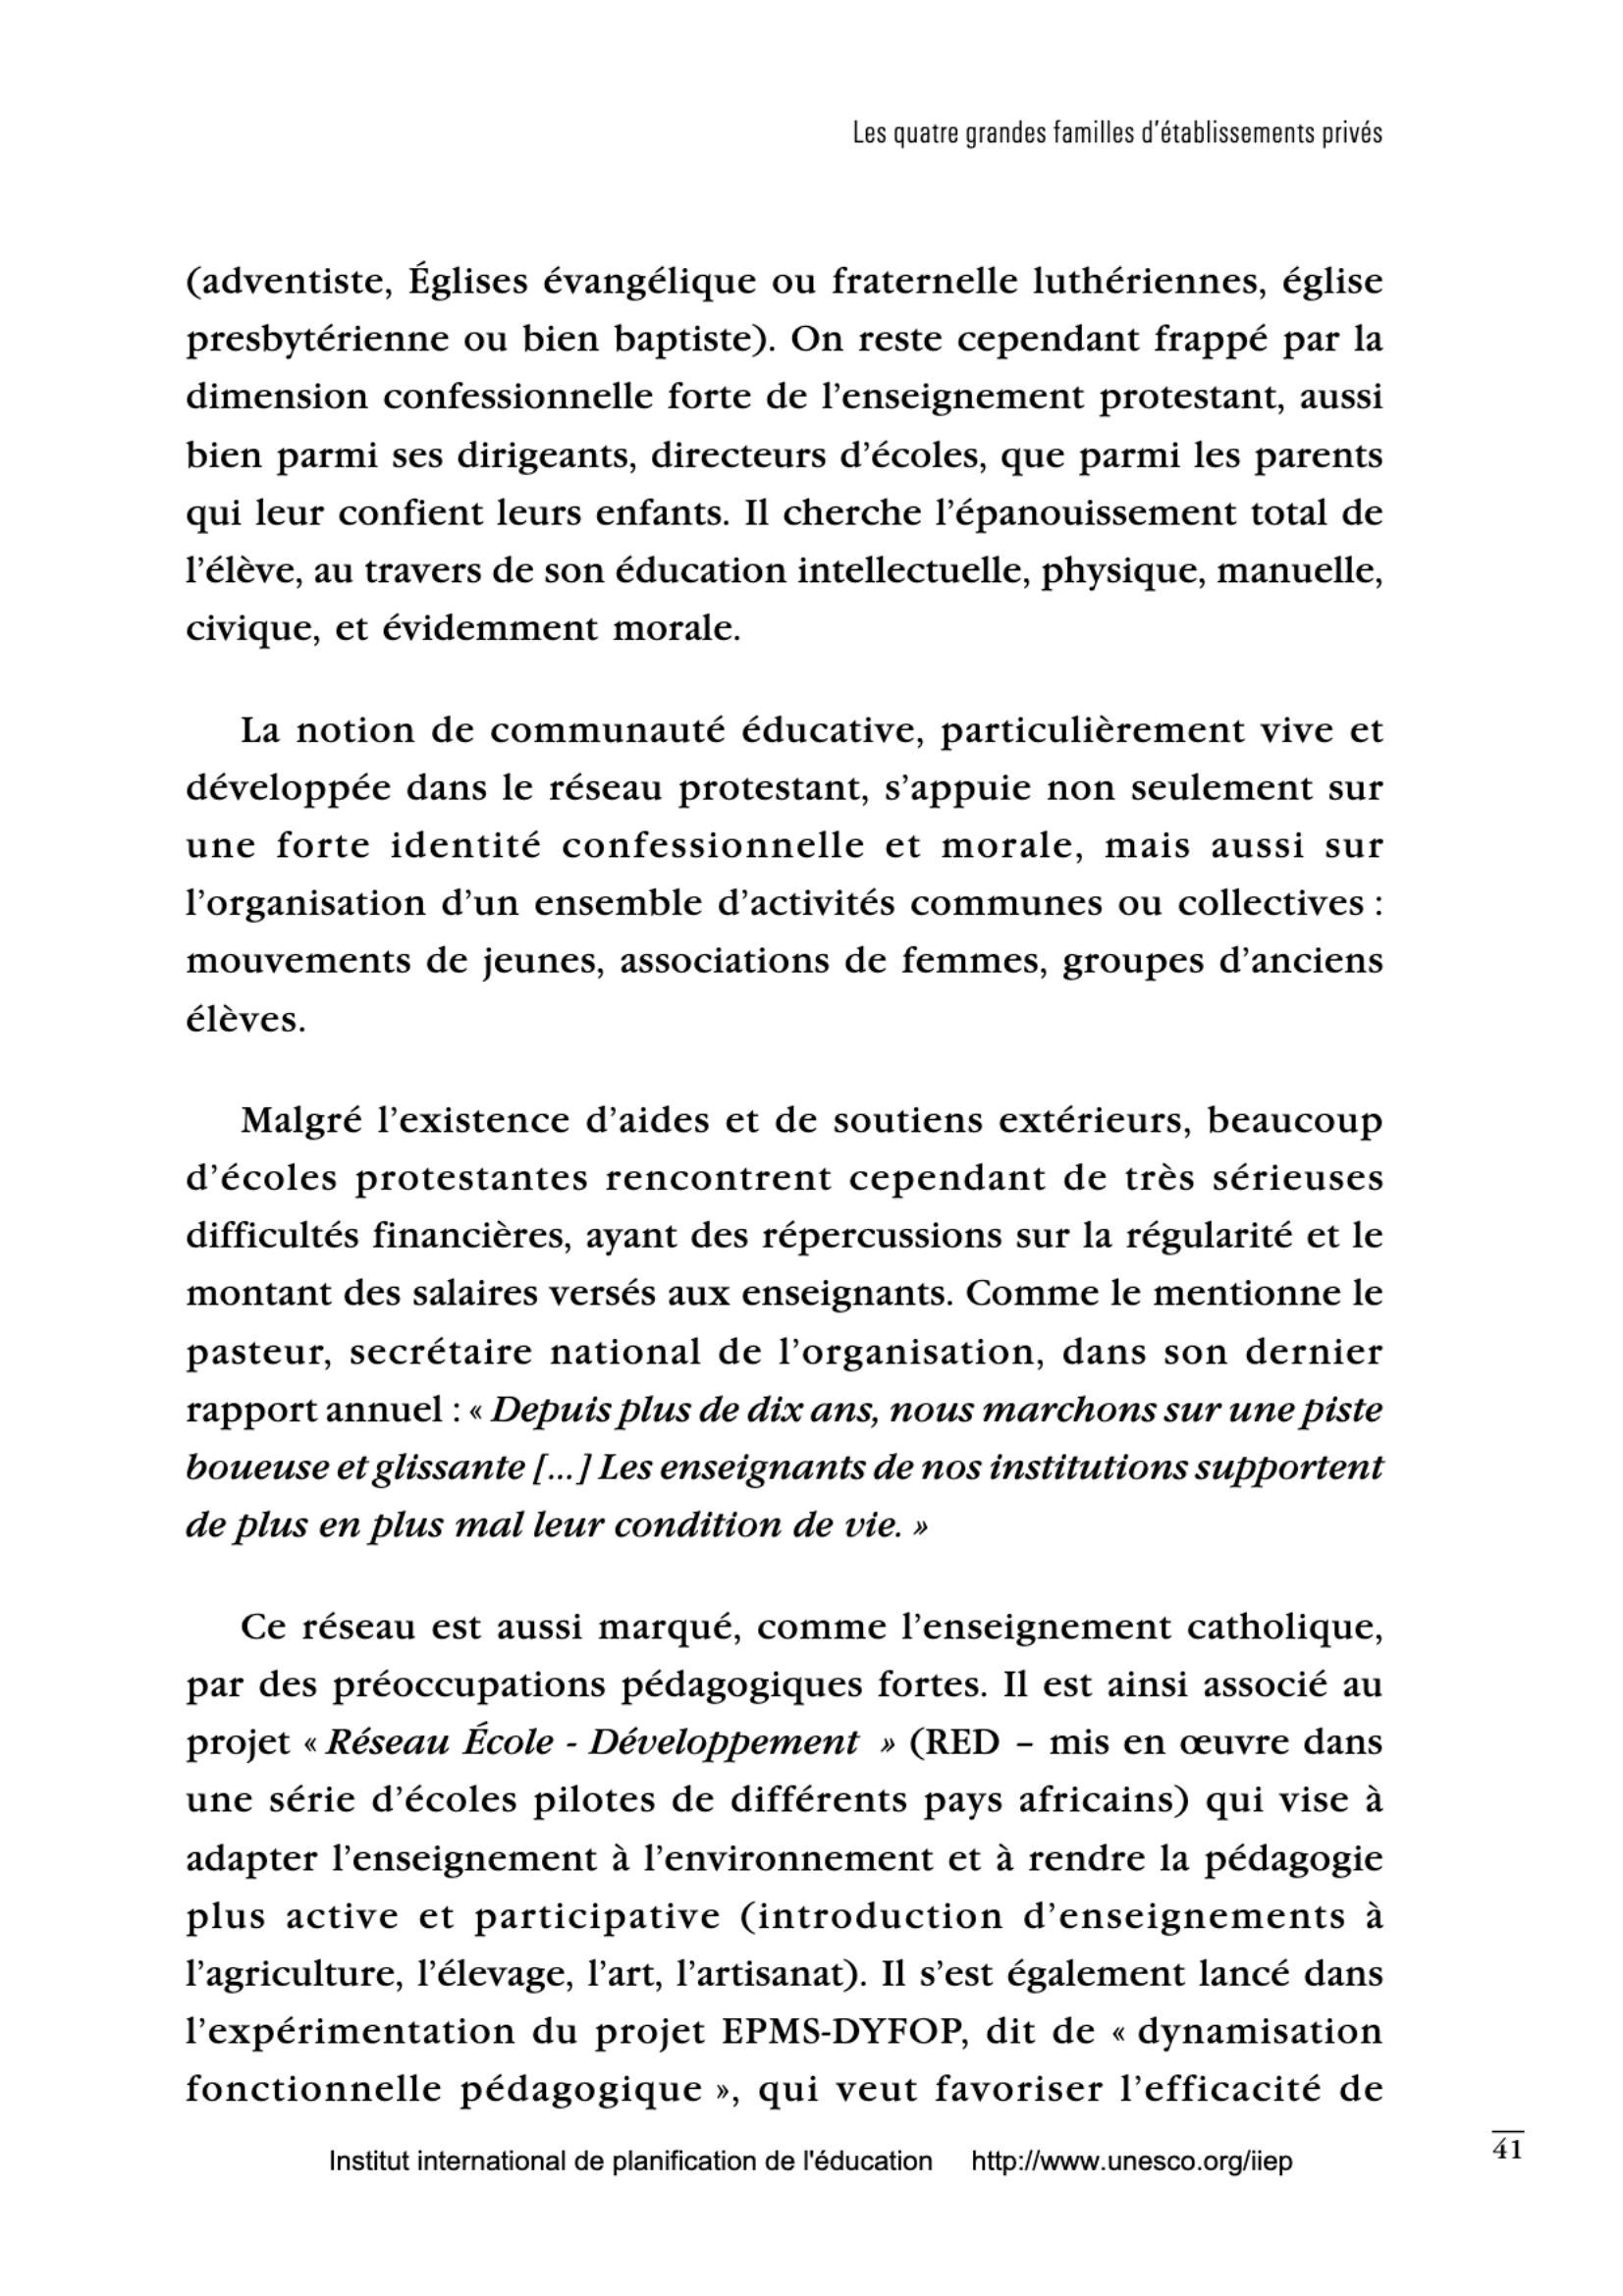 Les quatre grandes familles d'établissements privés
(adventiste, Églises évangélique ou fraternelle luthériennes, église
presbytérienne ou bien baptiste). On reste cependant frappé par la
dimension confessionnelle forte de l'enseignement protestant, aussi
bien parmi ses dirigeants, directeurs d'écoles, que parmi les parents
qui leur confient leurs enfants. Il cherche l'épanouissement total de
l'élève, au travers de son éducation intellectuelle, physique, manuelle,
civique, et évidemment morale.
La notion de communauté éducative, particulièrement vive et
développée dans le réseau protestant, s'appuie non seulement sur
une forte identité confessionnelle et morale, mais aussi sur
l'organisation d'un ensemble d'activités communes ou collectives :
mouvements de jeunes, associations de femmes, groupes d'anciens
élèves.
Malgré l'existence d'aides et de soutiens extérieurs, beaucoup
d'écoles protestantes rencontrent cependant de très sérieuses
difficultés financières, ayant des répercussions sur la régularité et le
montant des salaires versés aux enseignants. Comme le mentionne le
pasteur, secrétaire national de l'organisation, dans son dernier
rapport annuel : « Depuis plus de dix ans, nous marchons sur une piste
boueuse et glissante [...] Les enseignants de nos institutions supportent
de plus en plus mal leur condition de vie. »
Ce réseau est aussi marqué, comme l'enseignement catholique,
par des préoccupations pédagogiques fortes. Il est ainsi associé au
projet « Réseau École - Développement » (RED – mis en œuvre dans
une série d'écoles pilotes de différents pays africains) qui vise à
adapter l'enseignement à l'environnement et à rendre la pédagogie
plus active et participative (introduction d'enseignements à
l'agriculture, l'élevage, l'art, l'artisanat). Il s'est également lancé dans
l'expérimentation du projet EPMS-DYFOP, dit de « dynamisation
fonctionnelle pédagogique », qui veut favoriser l'efficacité de
41
Institut international de planification de l'éducation http://www.unesco.org/iiep